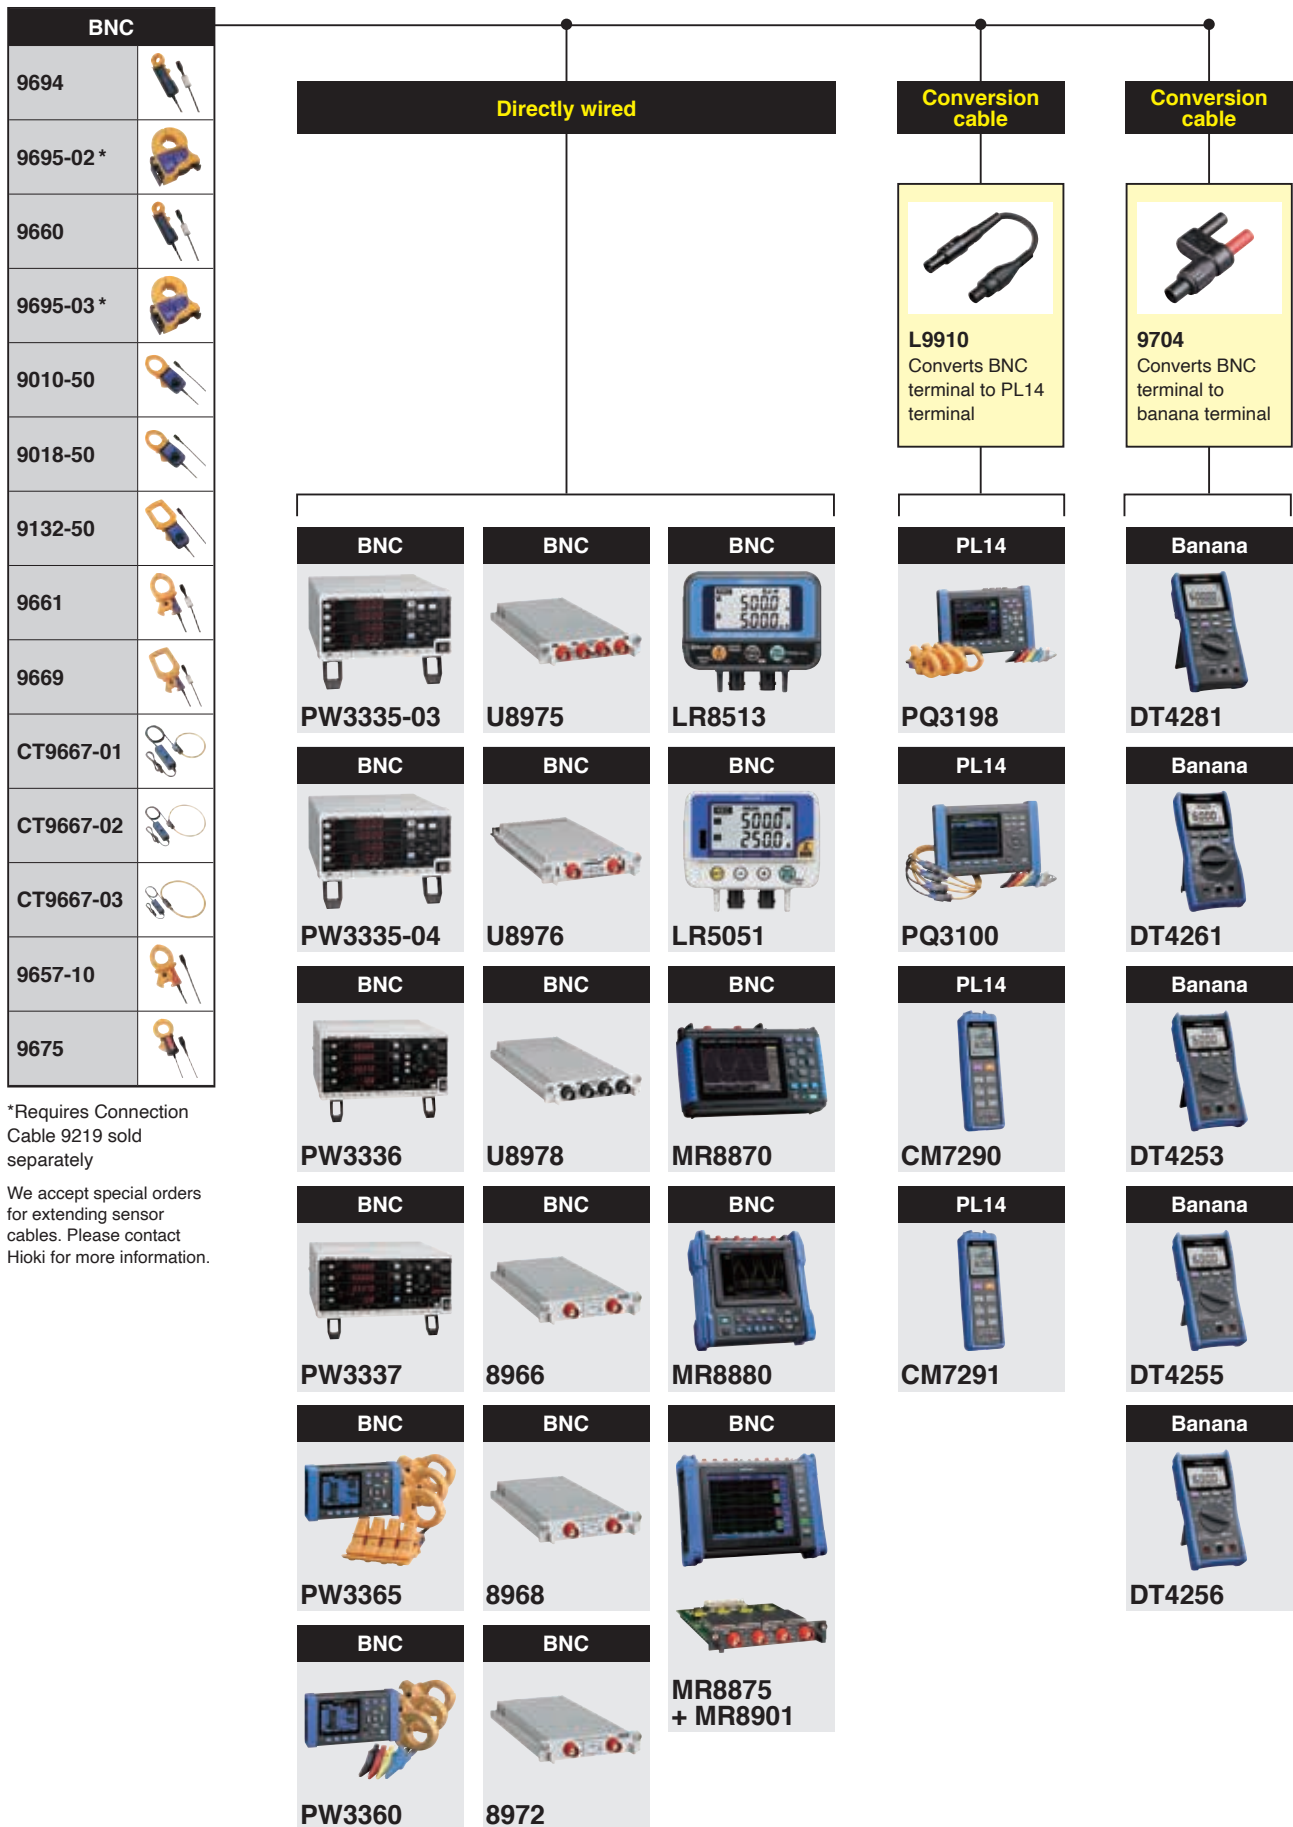 BNC
9694
9695-02 *
9660
9695-03 *
9010-50
9018-50
9132-50
9661
9669
CT9667-01
CT9667-02
CT9667-03
9657-10
9675
*Requires Connection
Cable 9219 sold
separately
We accept special orders
for extending sensor
cables. Please contact
Hioki for more information.
Directly wired
BNC
PW3335-03
BNC
PW3335-04
BNC
PW3336
BNC
PW3337
BNC
PW3365
BNC
PW3360
BNC
U8975
BNC
U8976
BNC
U8978
BNC
8966
BNC
8968
BNC
8972
BNC
LR8513
BNC
LR5051
BNC
MR8870
BNC
MR8880
BNC
MR8875
+ MR8901
Conversion
cable
L9910
Converts BNC
terminal to PL14
terminal
PL14
PQ3198
PL14
PQ3100
PL14
CM7290
PL14
CM7291
Conversion
cable
9704
Converts BNC
terminal to
banana terminal
Banana
DT4281
Banana
DT4261
Banana
DT4253
Banana
DT4255
Banana
DT4256